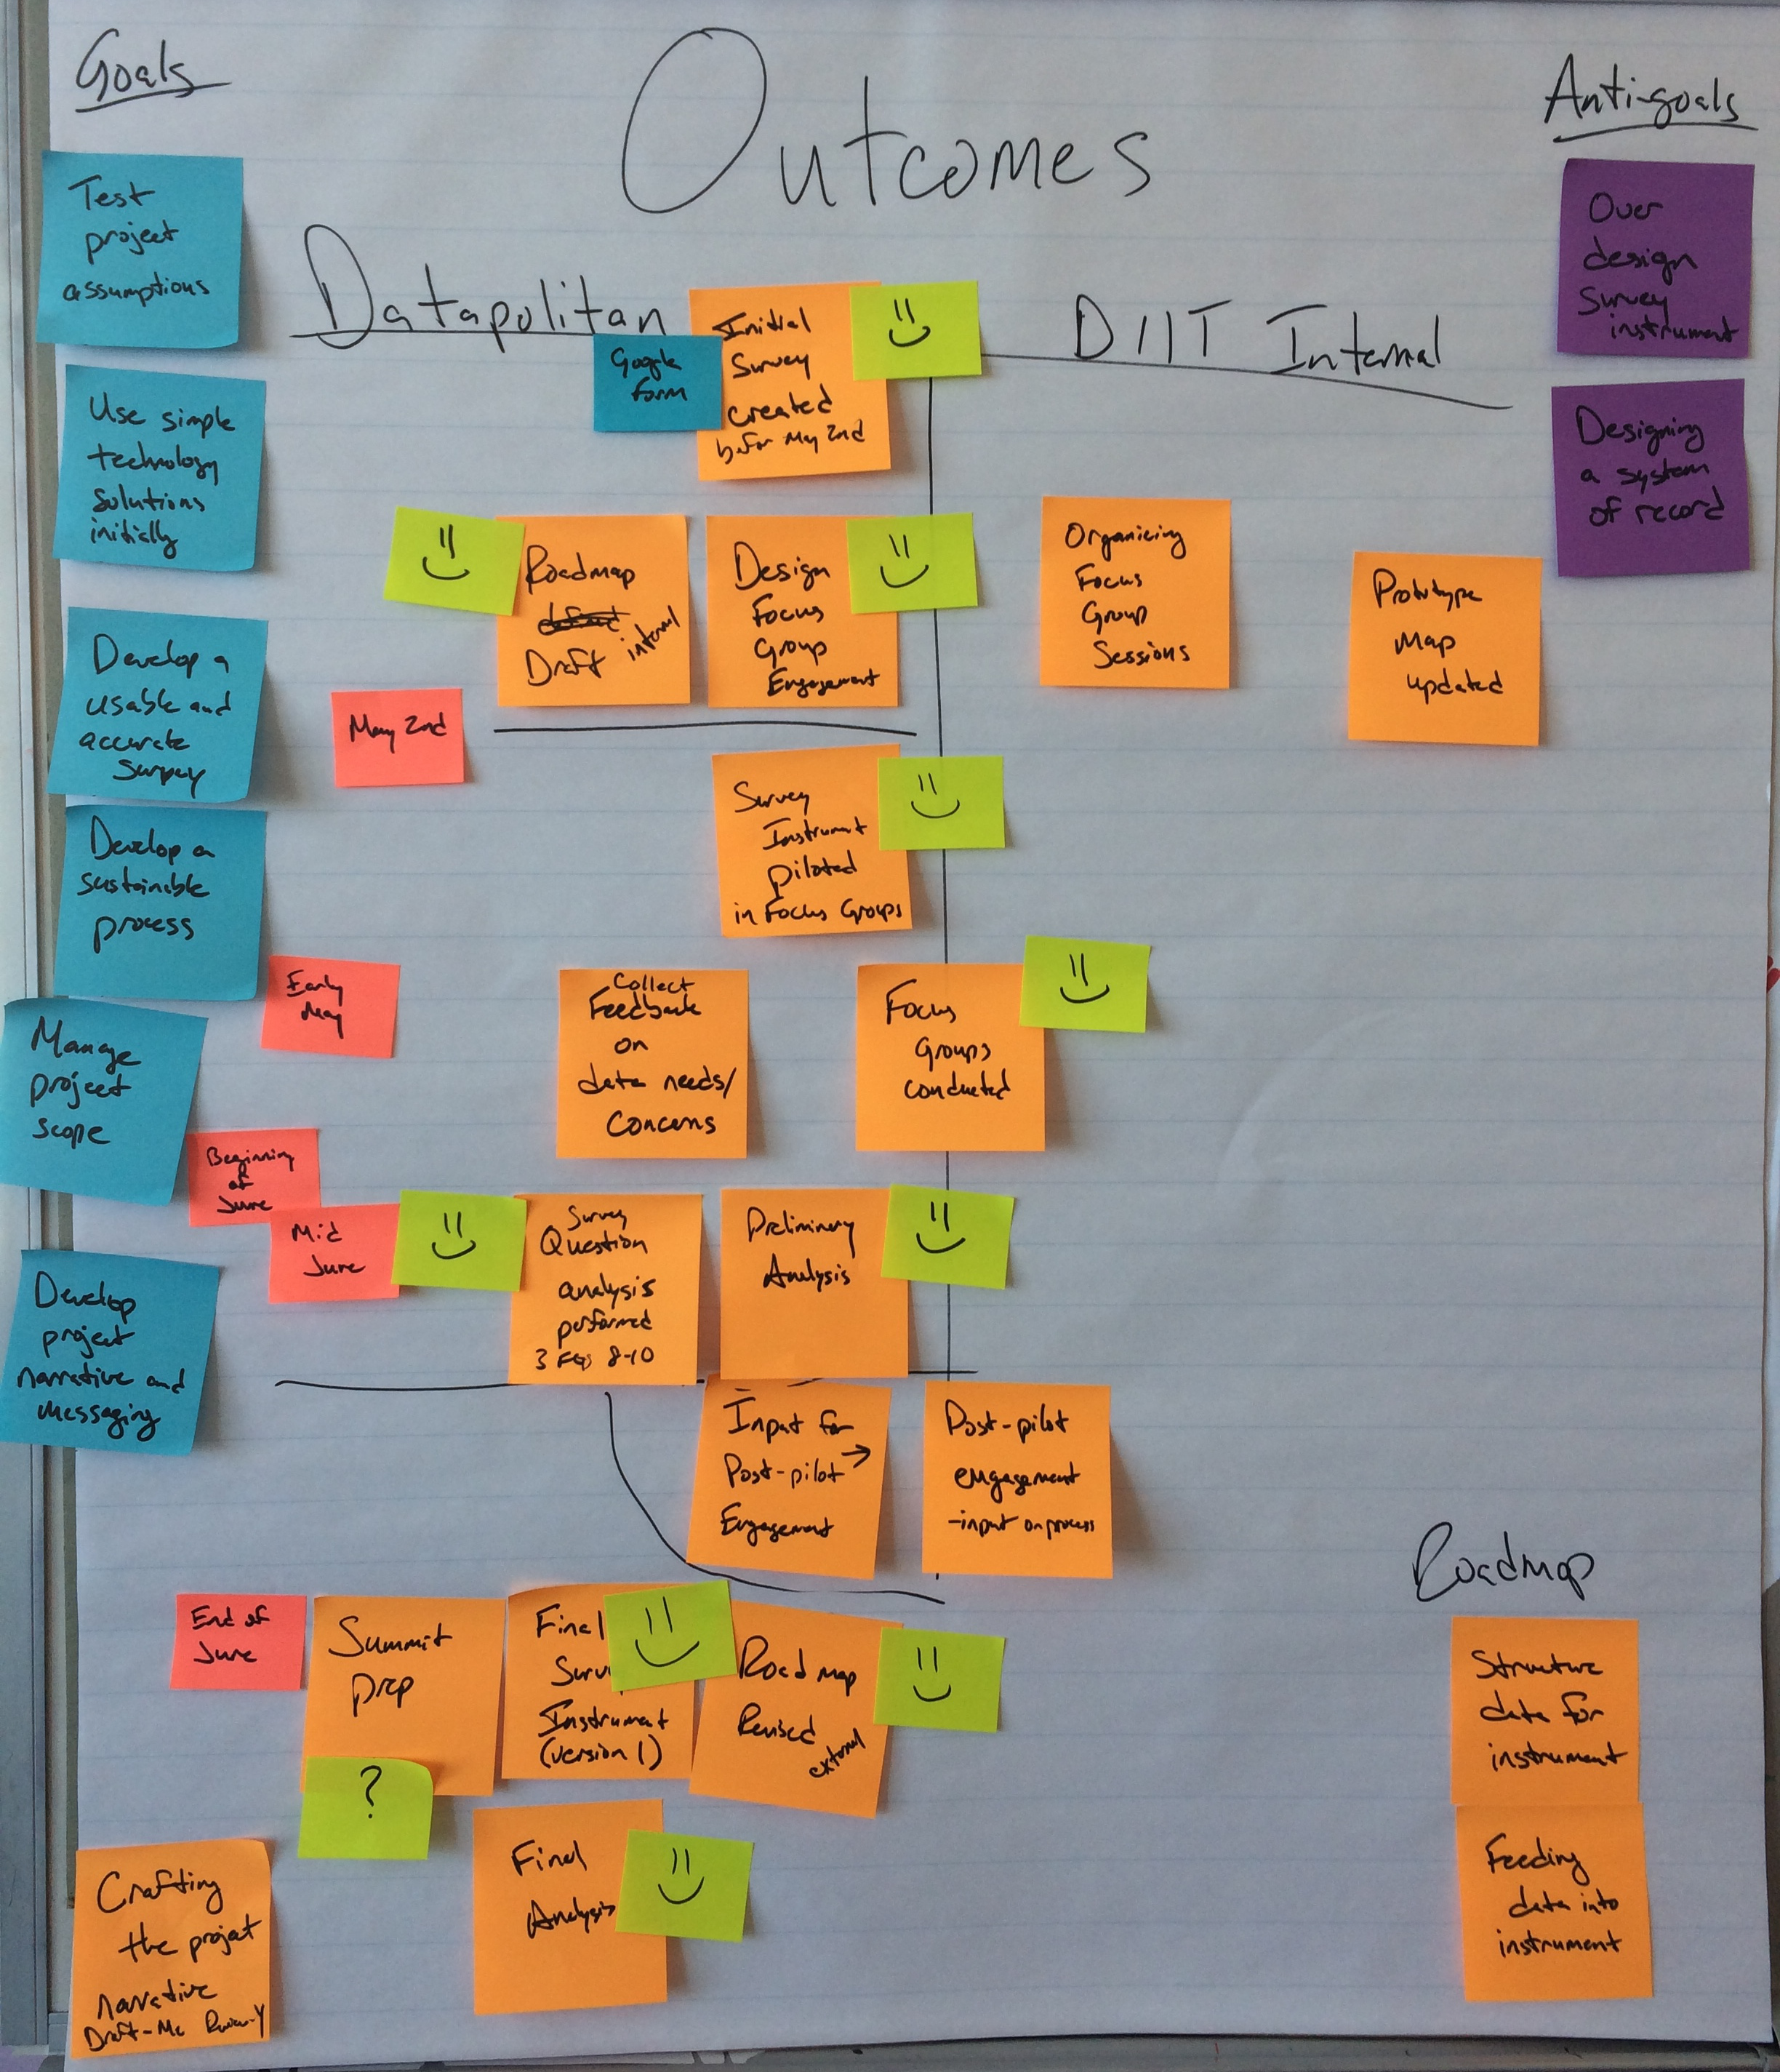 Goals
Outcomes
Anti-goals
Test
project
assumptions
Use simple
technology
solutions
initially
Develop a
usable and
accurate
survey
Develop a
sustainable
process
Manage
project
scope
Develop
project
narrative and
messaging
Datapolitan
DIIT Internal
Over
design
survey
instrument
Designing
a system
of record
Google
form
Initial
Survey
created
befor May 2nd
Roadmap
Draft internal
Design
Focus
Group
Engagement
Organizing
Focus
Group
Sessions
Prototype
Map
updated
May 2nd
Survey
Instrument
piloted
in Focus Groups
Early
May
Collect
Feedback
on
data needs/
concerns
Focus
Groups
conducted
Beginning
of
June
Mid
June
Survey
Question
analysis
performed
3 8-10
Preliminary
Analysis
Input for
Post-pilot →
Engagement
Post-pilot
engagement
-input on process
End of
June
Summit
prep
?
Final
Surv
Instrument
(version 1)
Road map
Revised
external
Final
Analysis
Crafting
the project
narrative
Draft-Me Review-Y
Roadmap
Structure
data for
instrument
Feeding
data into
instrument